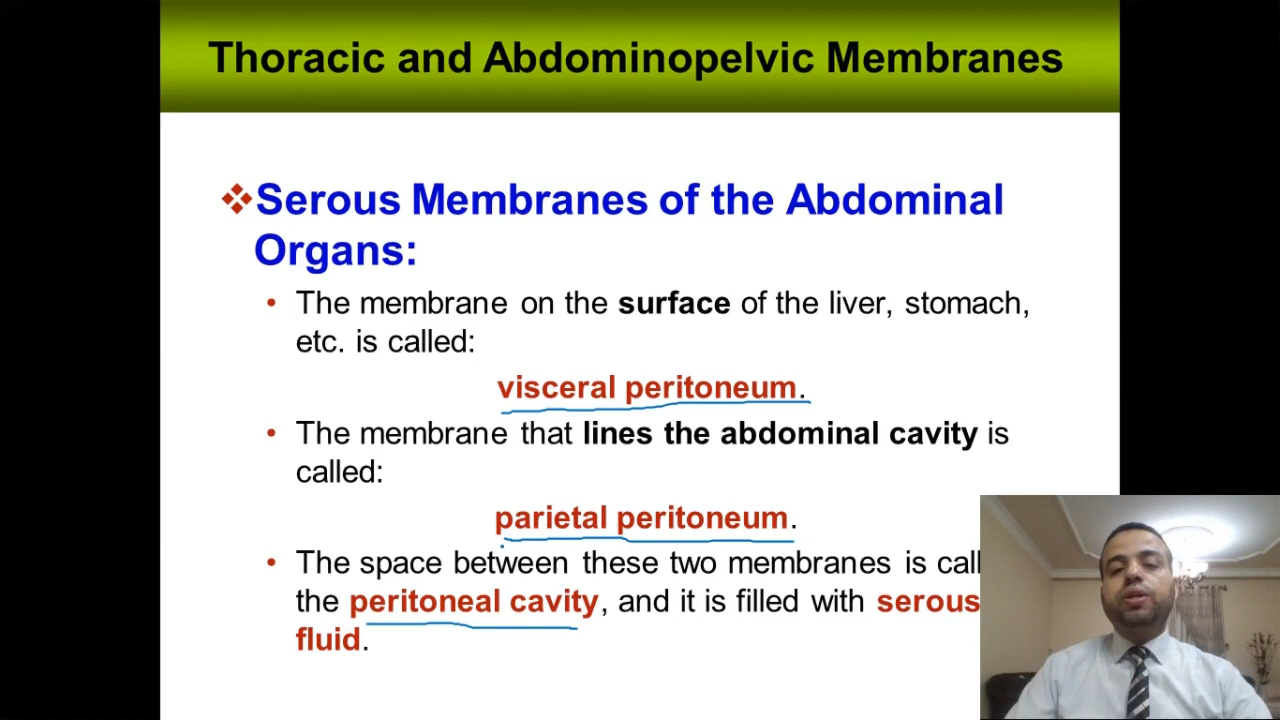 Thoracic and Abdominopelvic Membranes
❖Serous Membranes of the Abdominal
Organs:
• The membrane on the surface of the liver, stomach,
etc. is called:
visceral peritoneum.
• The membrane that lines the abdominal cavity is
called:
parietal peritoneum.
• The space between these two membranes is call
the peritoneal cavity, and it is filled with serous
fluid.